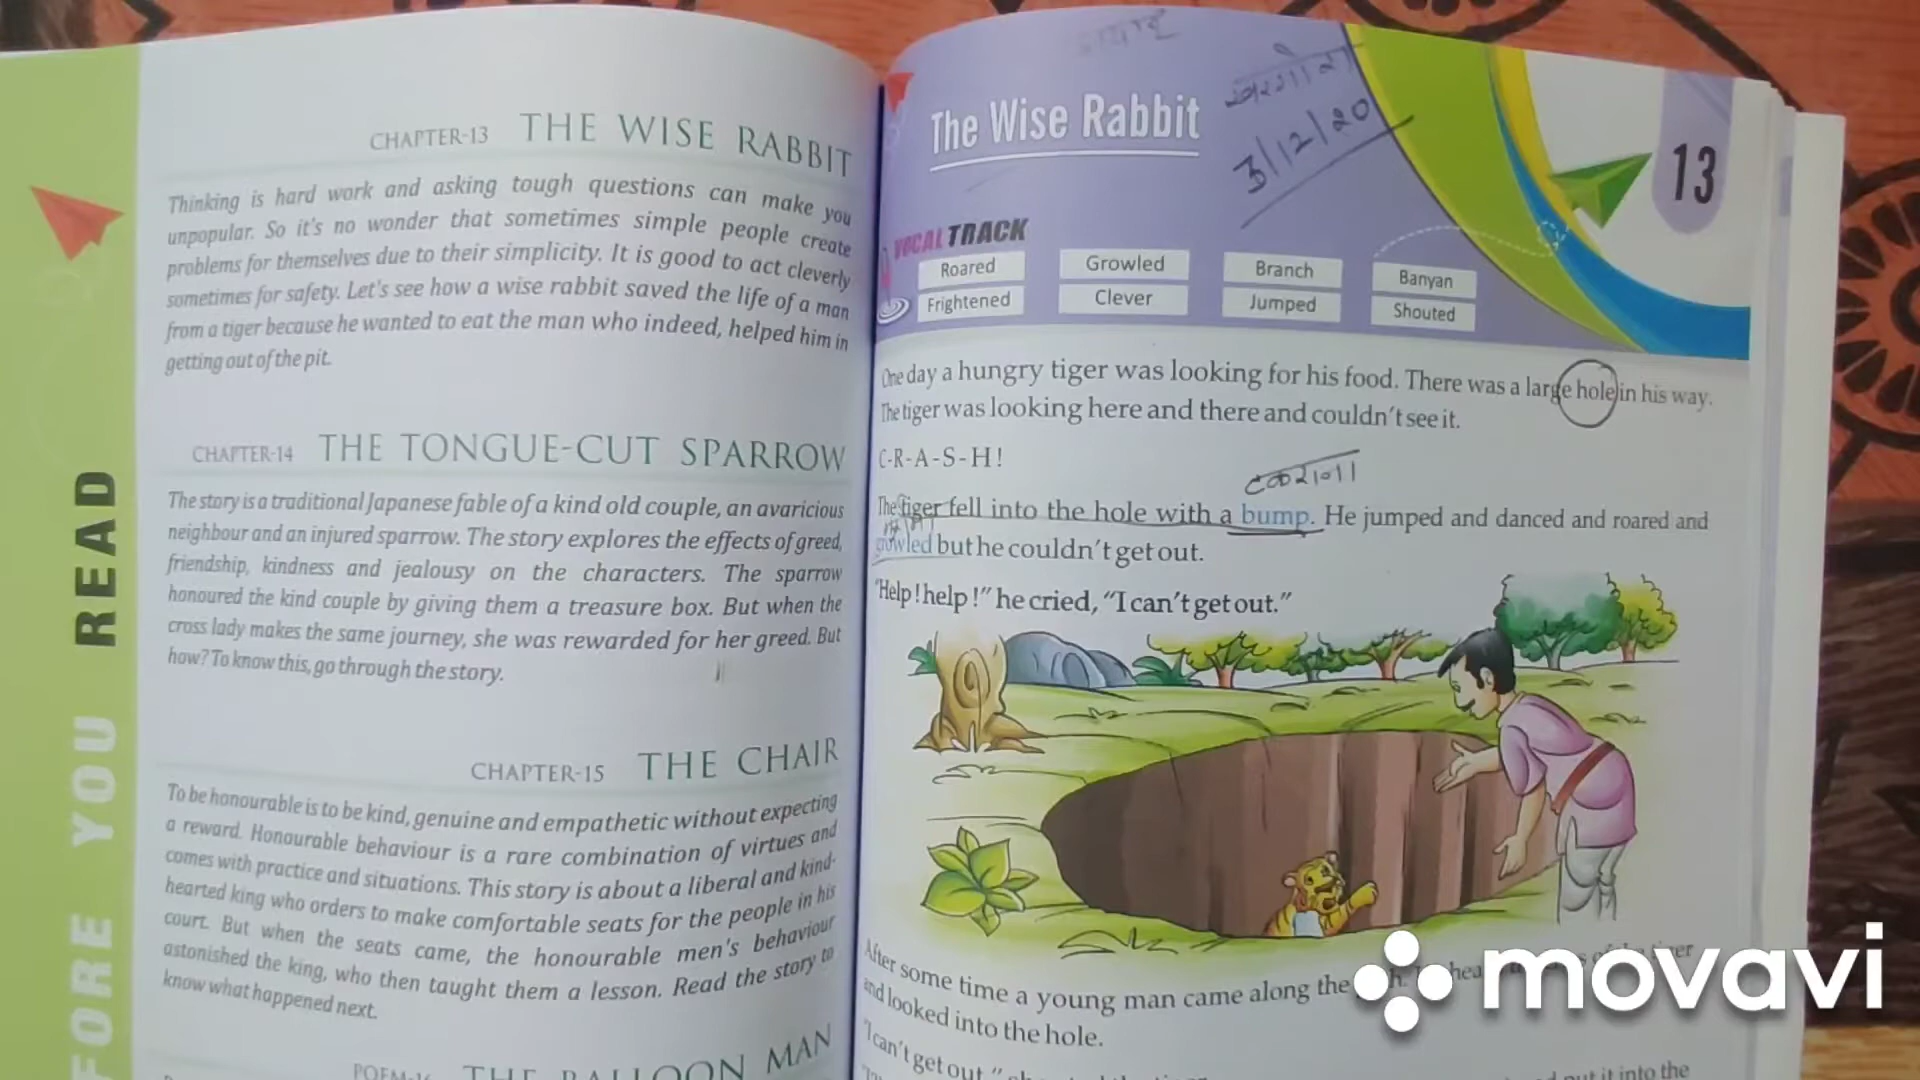 BEFORE YOU READ
CHAPTER-13 THE WISE RABBIT
Thinking is hard work and asking tough questions can make you
unpopular. So it's no wonder that sometimes simple people create
problems for themselves due to their simplicity. It is good to act cleverly
sometimes for safety. Let's see how a wise rabbit saved the life of a man
from a tiger because he wanted to eat the man who indeed, helped him in
getting out of the pit.
CHAPTER-14 THE TONGUE-CUT SPARROW
The story is a traditional Japanese fable of a kind old couple, an avaricious
neighbour and an injured sparrow. The story explores the effects of greed,
friendship, kindness and jealousy on the characters. The sparrow
honoured the kind couple by giving them a treasure box. But when the
cross lady makes the same journey, she was rewarded for her greed. But
how? To know this, go through the story.
CHAPTER-15 THE CHAIR
To be honourable is to be kind, genuine and empathetic without expecting
a reward. Honourable behaviour is a rare combination of virtues and
comes with practice and situations. This story is about a liberal and kind-
hearted king who orders to make comfortable seats for the people in his
court. But when the seats came, the honourable men's behaviour
astonished the king, who then taught them a lesson. Read the story to
know what happened next.
POEM-16 THE BALLOON MAN
The Wise Rabbit
खरगोश
3/12/20
13
VOCAL TRACK
Roared Growled Branch Banyan
Frightened Clever Jumped Shouted
One day a hungry tiger was looking for his food. There was a large hole in his way.
The tiger was looking here and there and couldn't see it.
C-R-A-S-H!
टकराना
The tiger fell into the hole with a bump. He jumped and danced and roared and
growled but he couldn't get out.
"Help! help!" he cried, "I can't get out."
After some time a young man came along the
and looked into the hole.
"I can't get out,"
put it into the
movavi